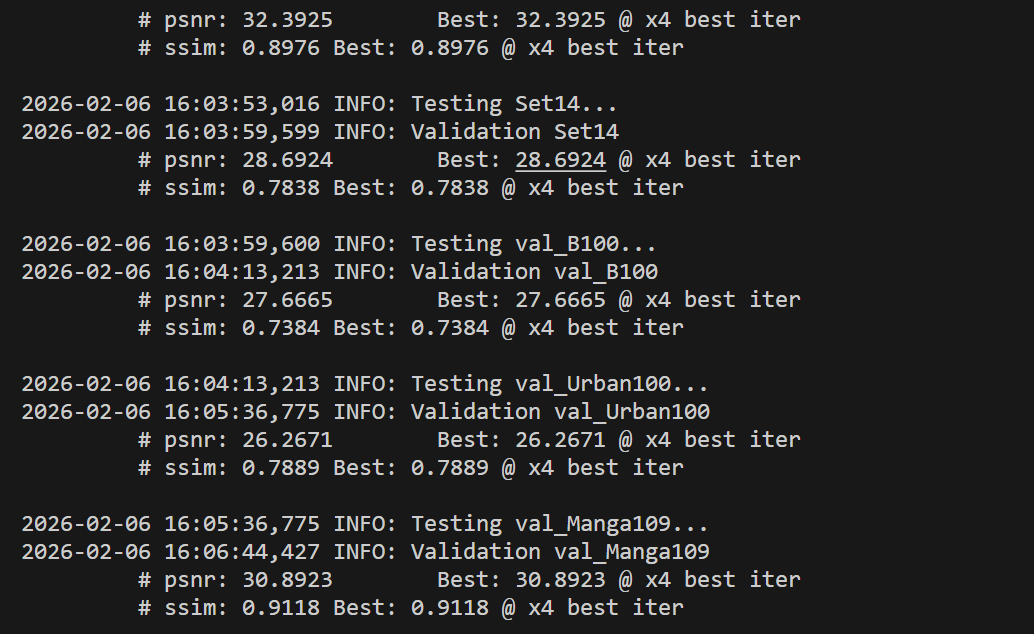 # psnr: 32.3925 Best: 32.3925 @ x4 best iter
# ssim: 0.8976 Best: 0.8976 @ x4 best iter
2026-02-06 16:03:53,016 INFO: Testing Set14...
2026-02-06 16:03:59,599 INFO: Validation Set14
# psnr: 28.6924 Best: 28.6924 @ x4 best iter
# ssim: 0.7838 Best: 0.7838 @ x4 best iter
2026-02-06 16:03:59,600 INFO: Testing val_B100...
2026-02-06 16:04:13,213 INFO: Validation val_B100
# psnr: 27.6665 Best: 27.6665 @ x4 best iter
# ssim: 0.7384 Best: 0.7384 @ x4 best iter
2026-02-06 16:04:13,213 INFO: Testing val_Urban100...
2026-02-06 16:05:36,775 INFO: Validation val_Urban100
# psnr: 26.2671 Best: 26.2671 @ x4 best iter
# ssim: 0.7889 Best: 0.7889 @ x4 best iter
2026-02-06 16:05:36,775 INFO: Testing val_Manga109...
2026-02-06 16:06:44,427 INFO: Validation val_Manga109
# psnr: 30.8923 Best: 30.8923 @ x4 best iter
# ssim: 0.9118 Best: 0.9118 @ x4 best iter